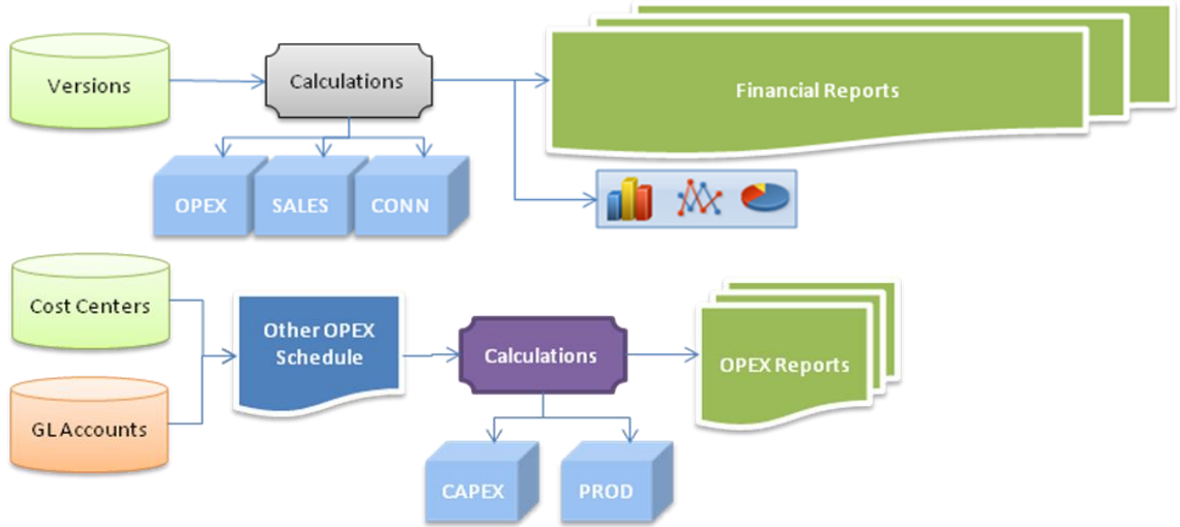 Versions
Calculations
Financial Reports
OPEX
SALES
CONN
Cost Centers
Other OPEX
Schedule
Calculations
OPEX Reports
GL Accounts
CAPEX
PROD